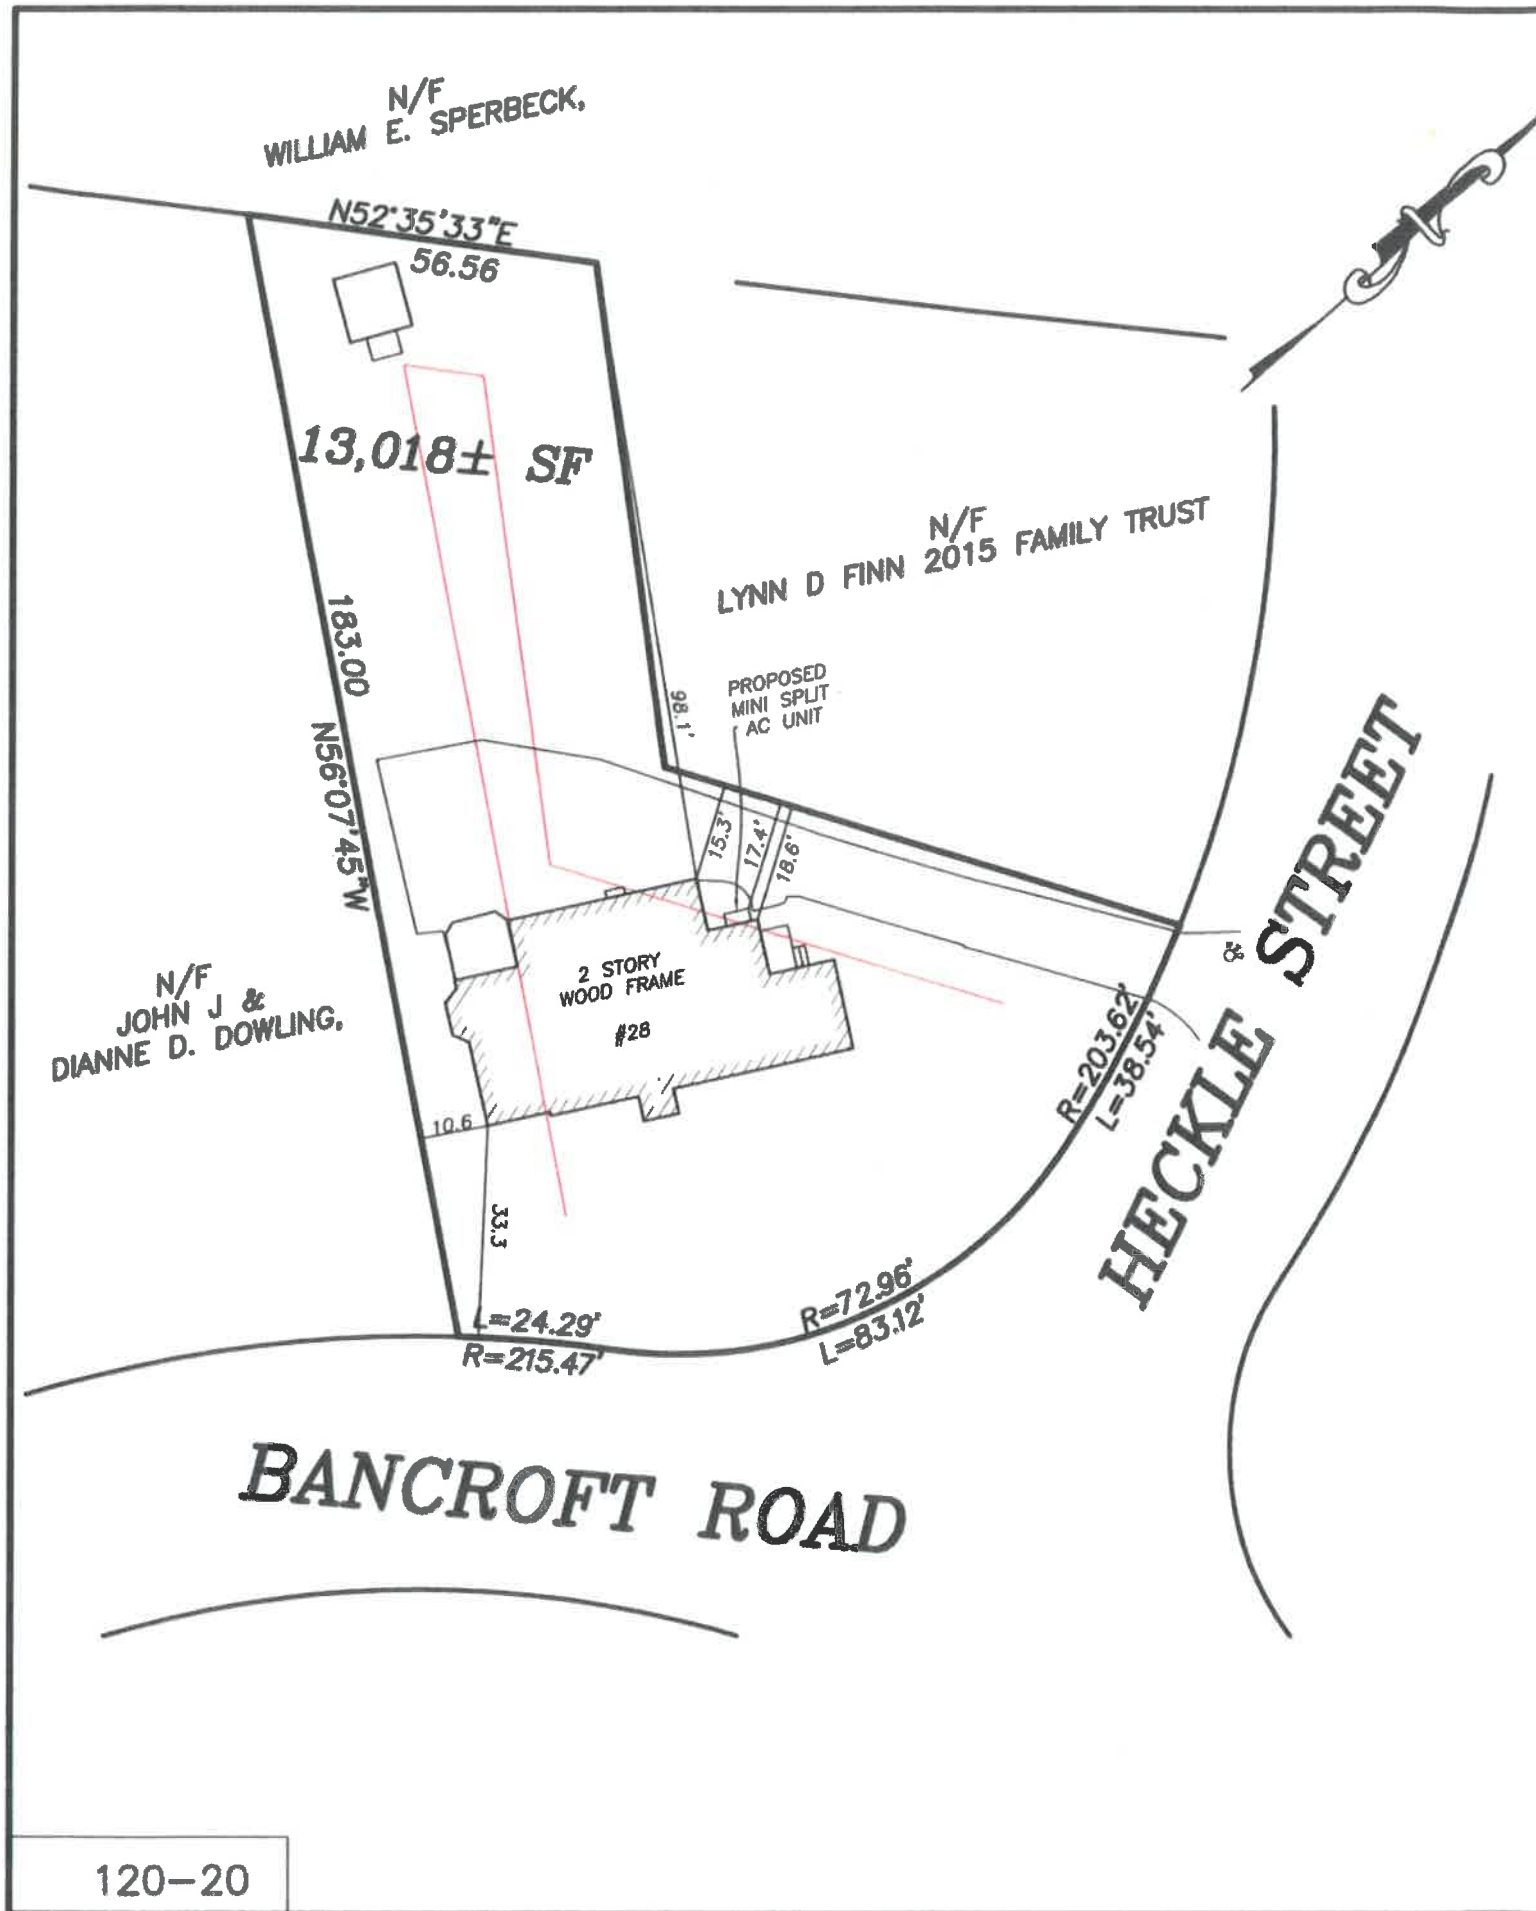 N/F
WILLIAM E. SPERBECK,
N52°35'33"E
56.56
13,018± SF
N/F
LYNN D FINN 2015 FAMILY TRUST
183.00
N56°07'45"W
98.1'
PROPOSED
MINI SPLIT
AC UNIT
15.3'
17.4'
18.6'
HECKLE STREET
2 STORY
WOOD FRAME
#28
N/F
JOHN J &
DIANNE D. DOWLING,
R=203.62'
L=38.54'
10.6
33.3
L=24.29'
R=215.47'
R=72.96'
L=83.12'
BANCROFT ROAD
120-20